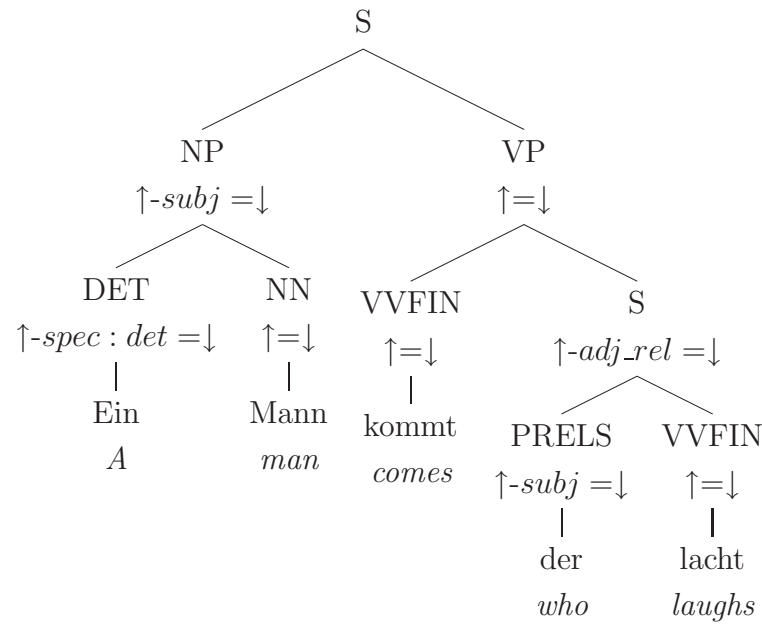 S
NP VP
↑-subj =↓ ↑=↓
DET NN VVFIN S
↑-spec : det =↓ ↑=↓ ↑=↓ ↑-adj_rel =↓
Ein Mann kommt PRELS VVFIN
A man comes ↑-subj =↓ ↑=↓
der lacht
who laughs